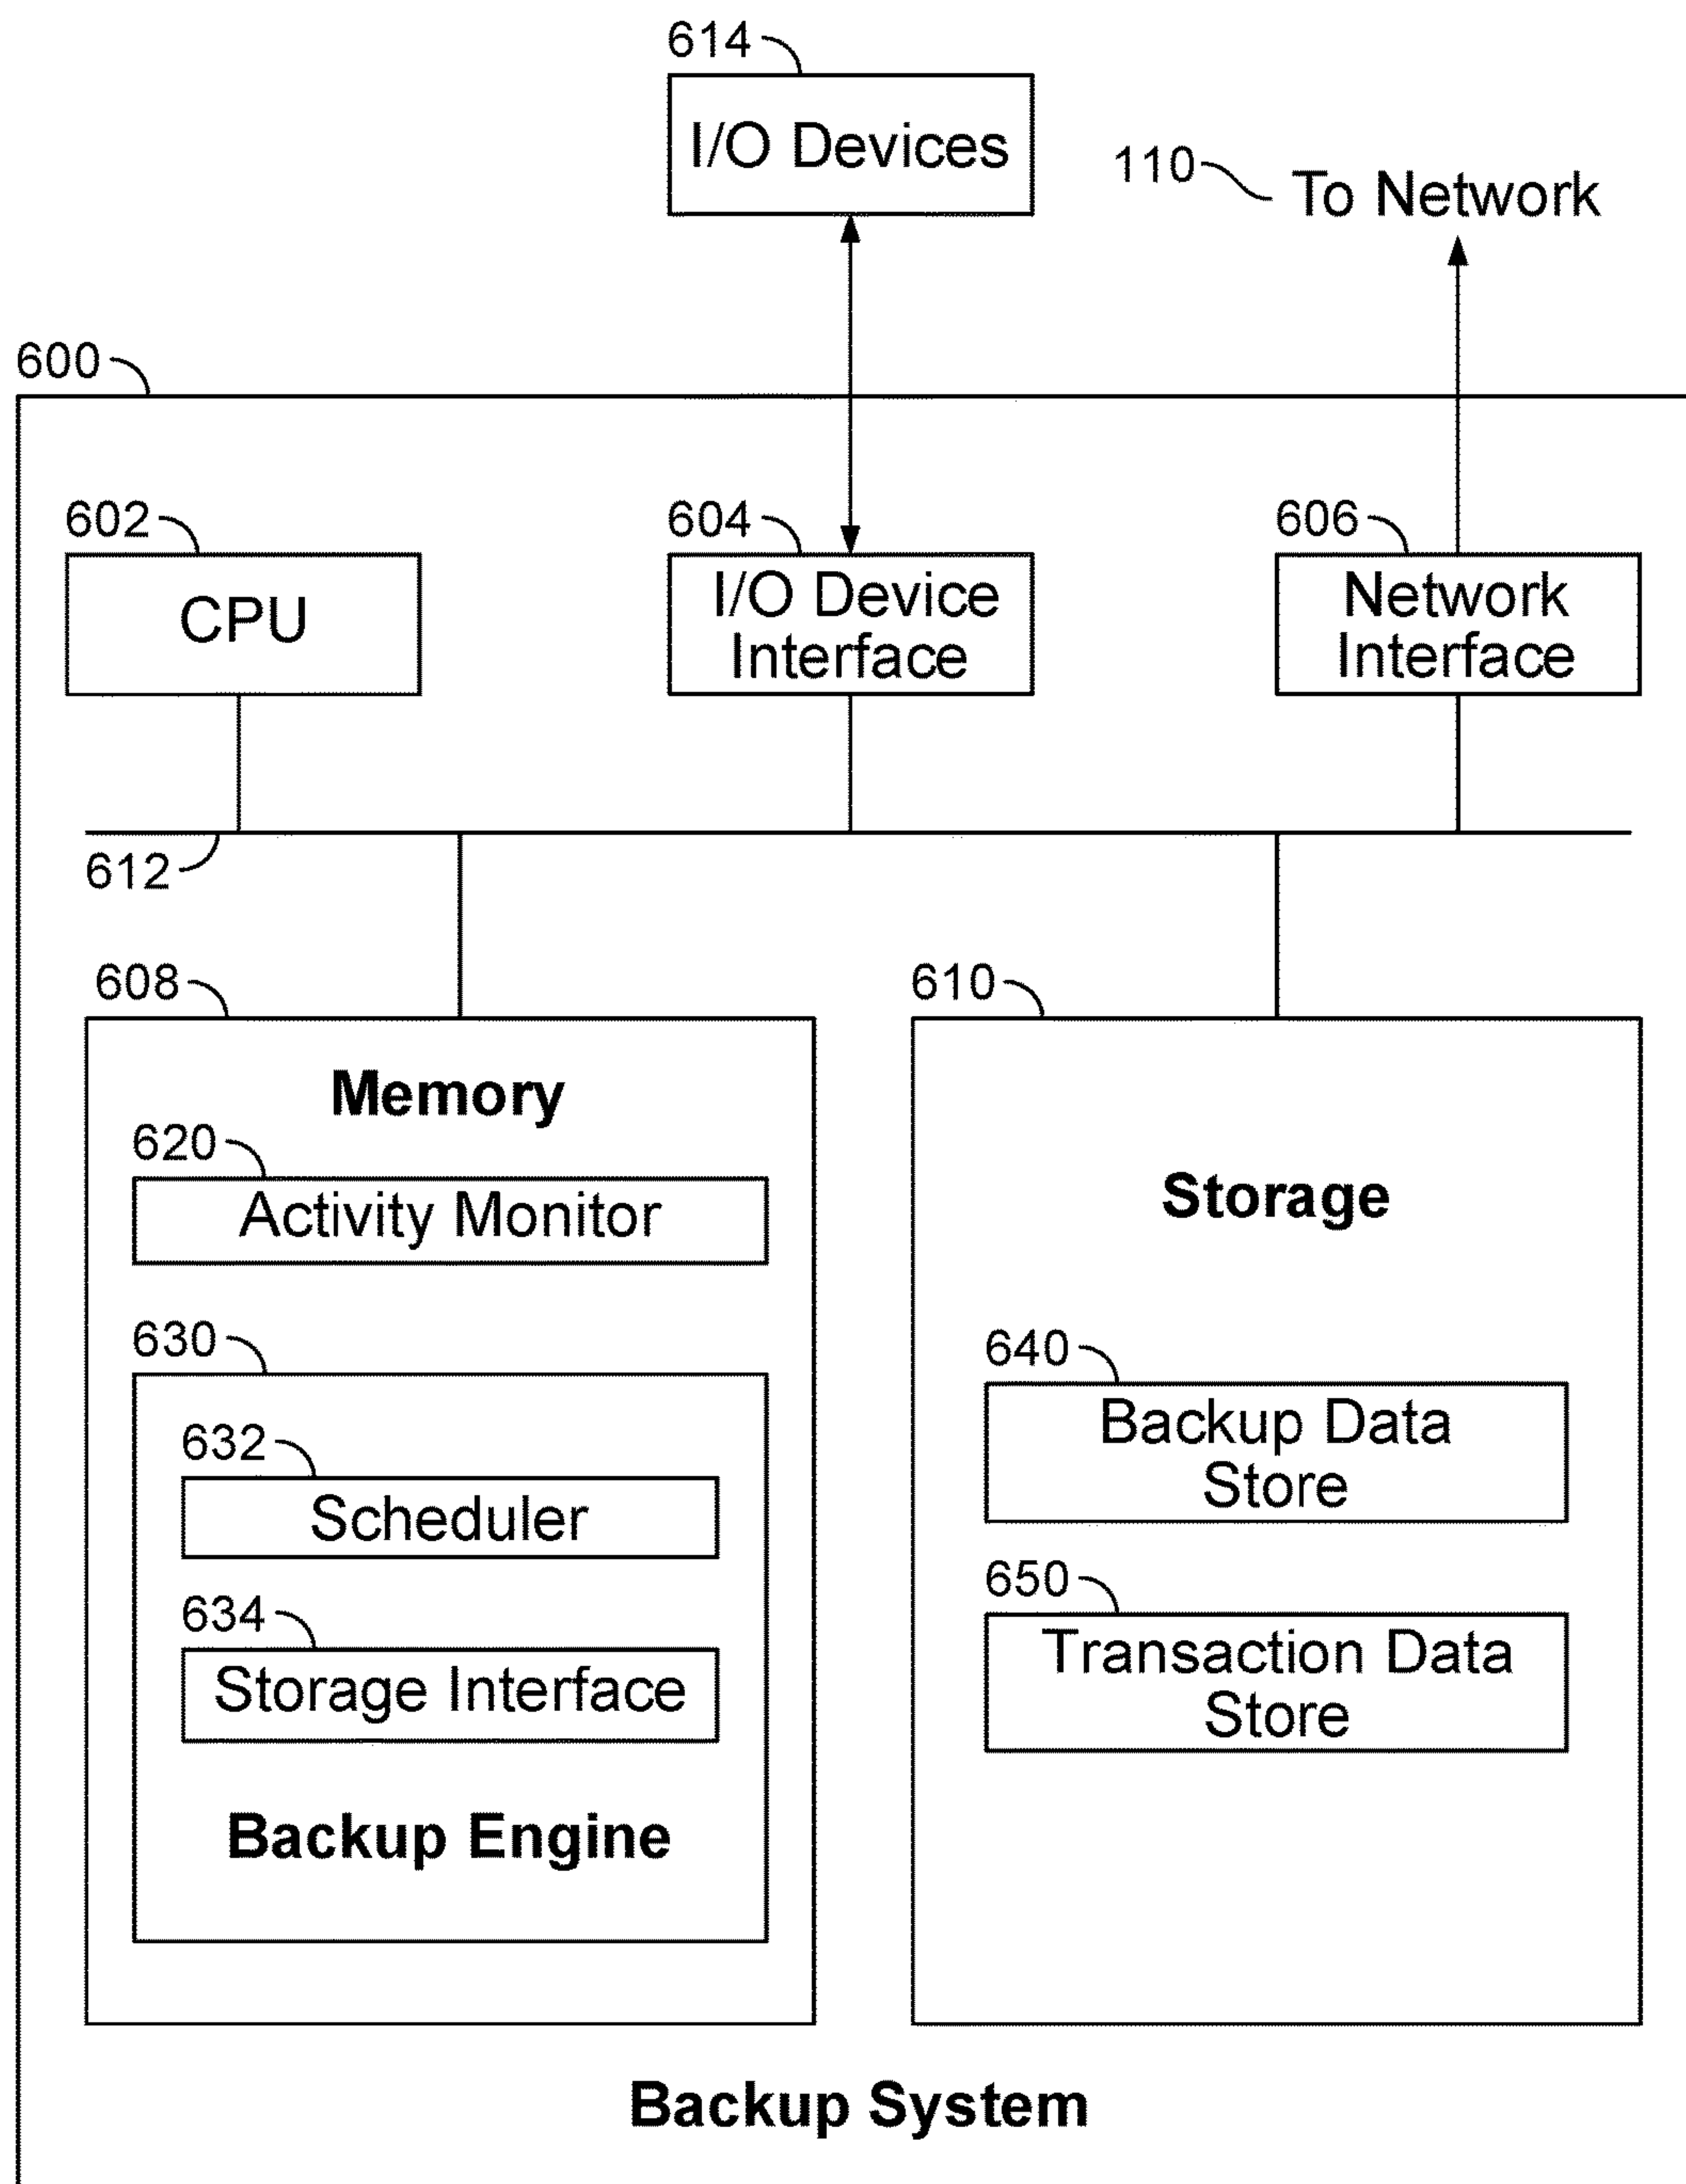 614
I/O Devices
110
To Network
600
602
CPU
604
I/O Device
Interface
606
Network
Interface
612
608
Memory
620
Activity Monitor
630
632
Scheduler
634
Storage Interface
Backup Engine
610
Storage
640
Backup Data
Store
650
Transaction Data
Store
Backup System